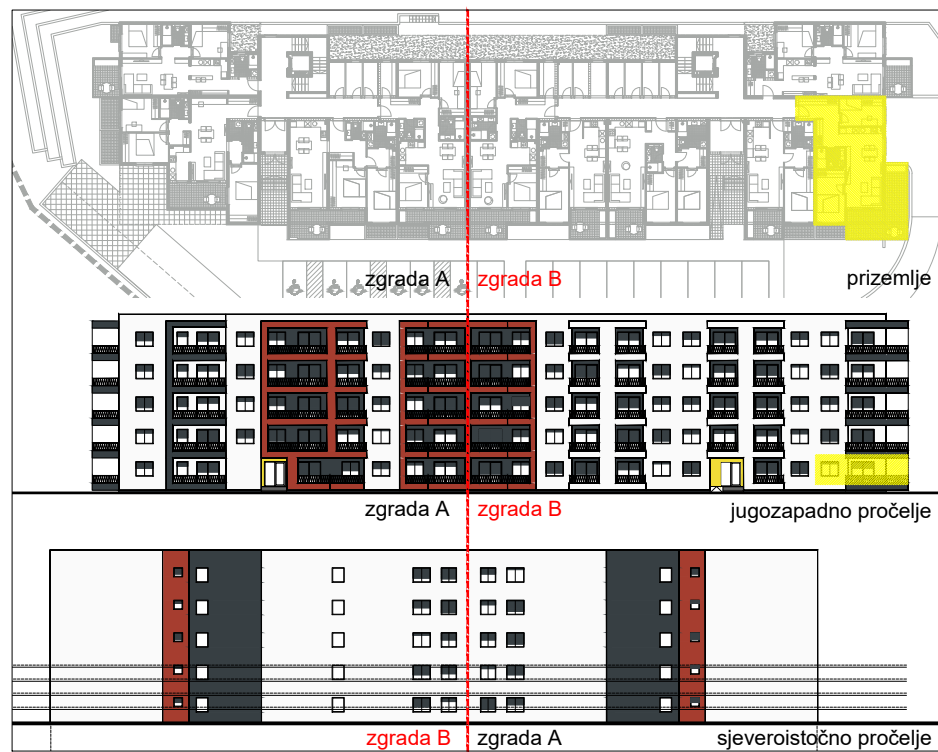 zgrada A zgrada B prizemlje
zgrada A zgrada B jugozapadno pročelje
zgrada B zgrada A sjeveroistočno pročelje